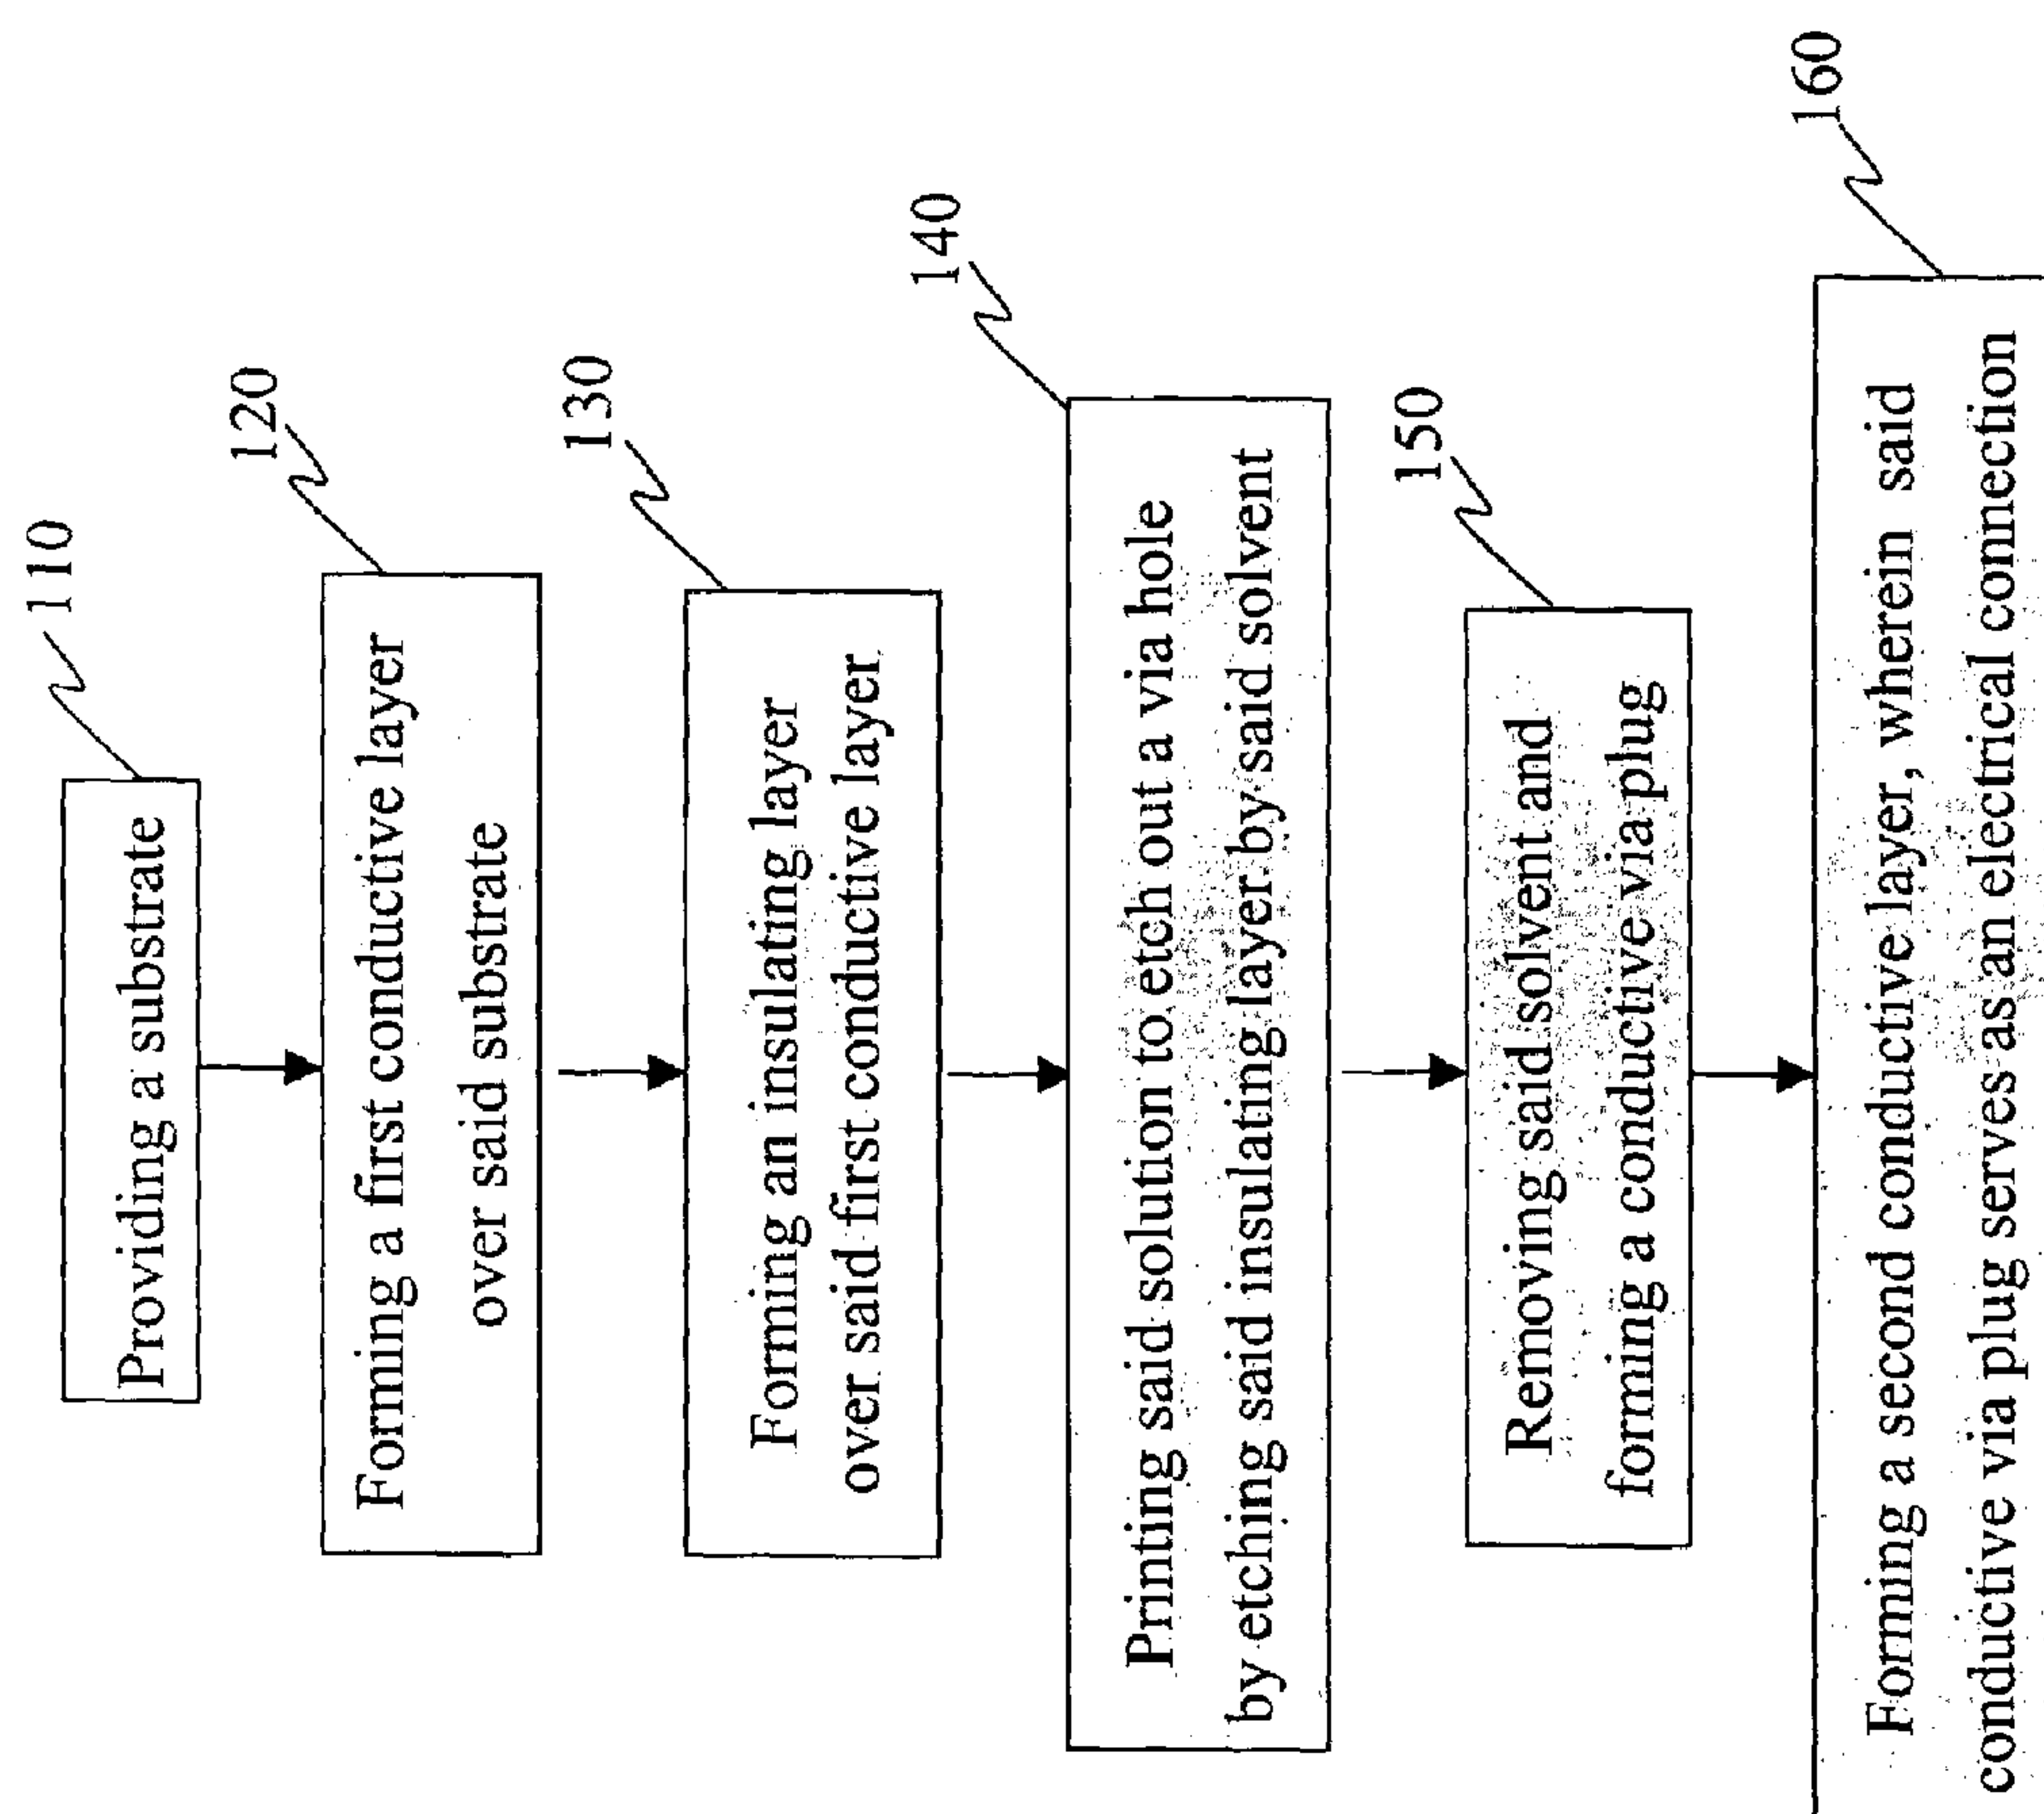 110
Providing a substrate
120
Forming a first conductive layer
over said substrate
130
Forming an insulating layer
over said first conductive layer
140
Printing said solution to etch out a via hole
by etching said insulating layer by said solvent
150
Removing said solvent and
forming a conductive via plug
160
Forming a second conductive layer, wherein said
conductive via plug serves as an electrical connection